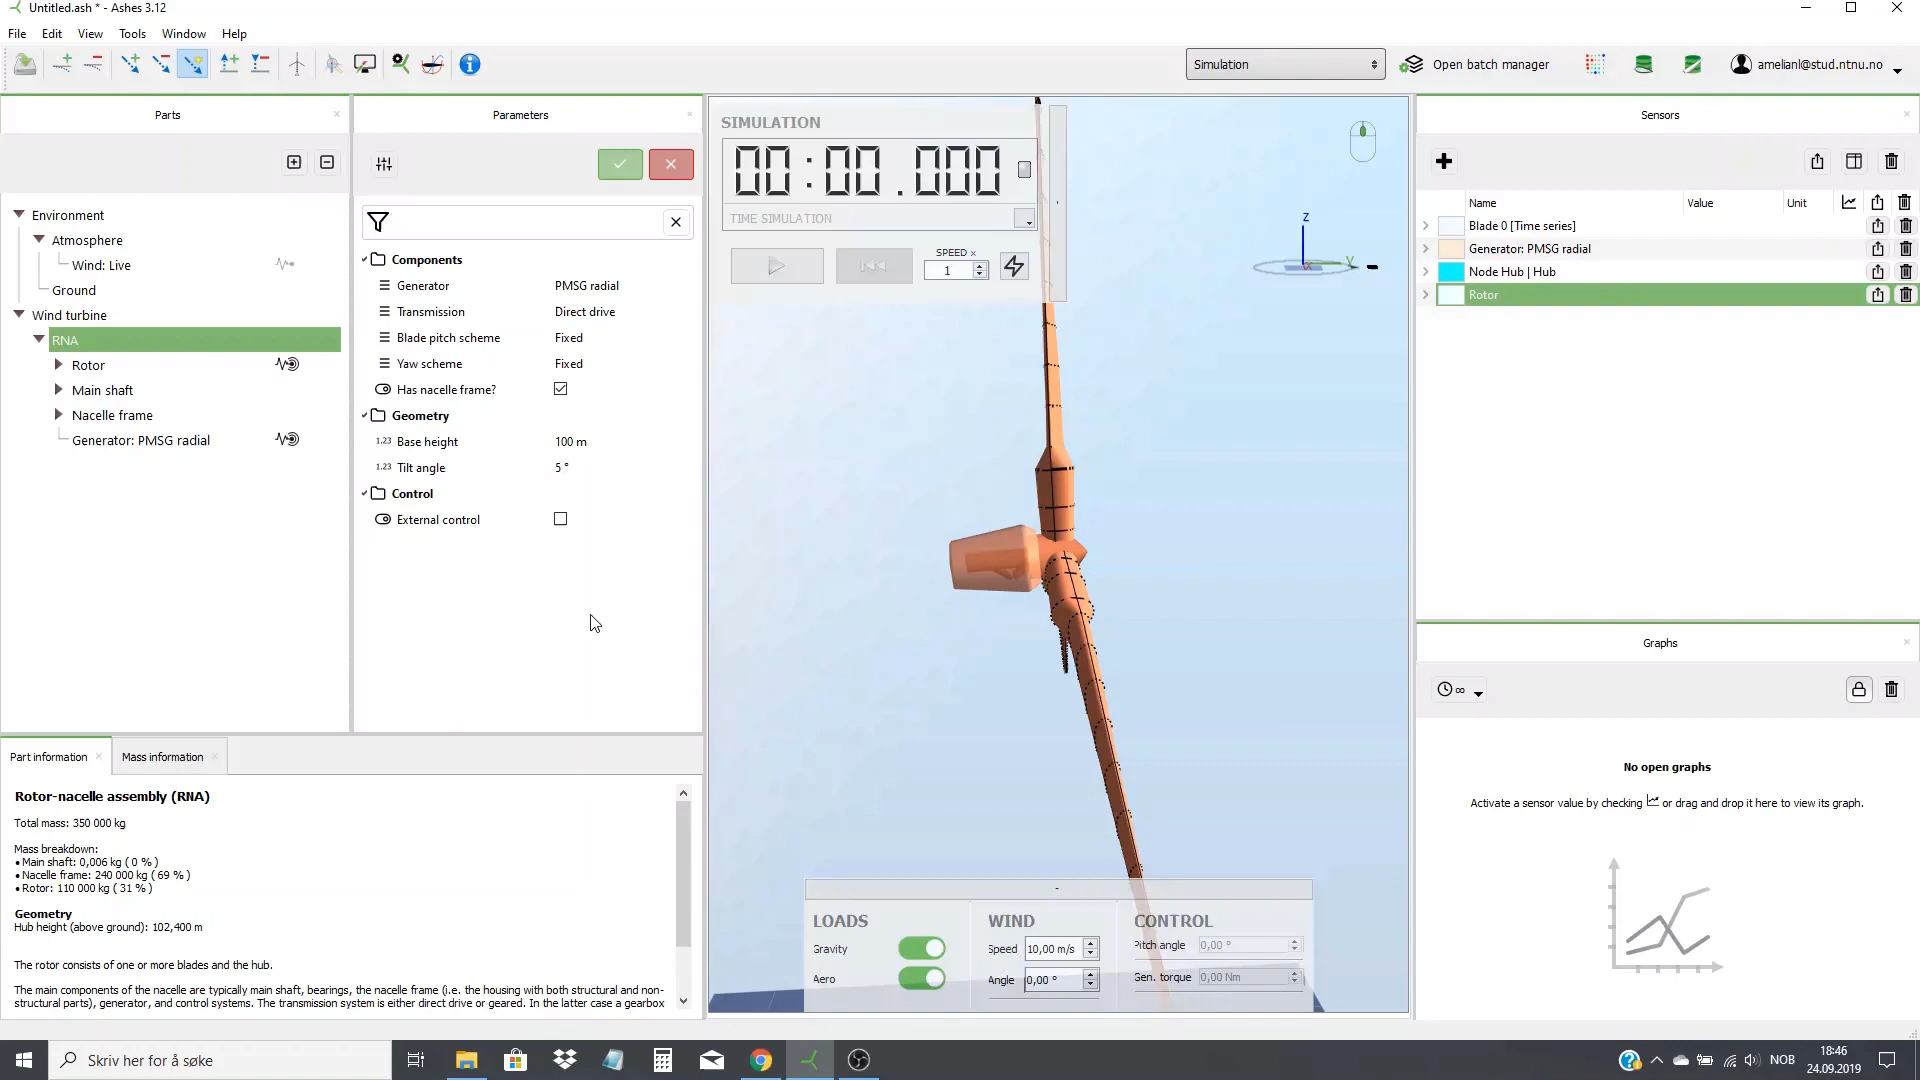 Untitled.ash * - Ashes 3.12
File Edit View Tools Window Help
Simulation
Open batch manager
amelianl@stud.ntnu.no
Parts
Environment
Atmosphere
Wind: Live
Ground
Wind turbine
RNA
Rotor
Main shaft
Nacelle frame
Generator: PMSG radial
Parameters
Components
Generator PMSG radial
Transmission Direct drive
Blade pitch scheme Fixed
Yaw scheme Fixed
Has nacelle frame?
Geometry
1.23 Base height 100 m
1.23 Tilt angle 5 °
Control
External control
Part information
Mass information
Rotor-nacelle assembly (RNA)
Total mass: 350 000 kg
Mass breakdown:
• Main shaft: 0,006 kg ( 0 % )
• Nacelle frame: 240 000 kg ( 69 % )
• Rotor: 110 000 kg ( 31 % )
Geometry
Hub height (above ground): 102,400 m
The rotor consists of one or more blades and the hub.
The main components of the nacelle are typically main shaft, bearings, the nacelle frame (i.e. the housing with both structural and non-
structural parts), generator, and control systems. The transmission system is either direct drive or geared. In the latter case a gearbox
SIMULATION
00:00.000
TIME SIMULATION
SPEED ×
1
Z
Y
X
LOADS
Gravity
Aero
WIND
Speed 10,00 m/s
Angle 0,00 °
CONTROL
Pitch angle 0,00 °
Gen. torque 0,00 Nm
Sensors
Name Value Unit
Blade 0 [Time series]
Generator: PMSG radial
Node Hub | Hub
Rotor
Graphs
∞
No open graphs
Activate a sensor value by checking or drag and drop it here to view its graph.
Skriv her for å søke
NOB
18:46
24.09.2019